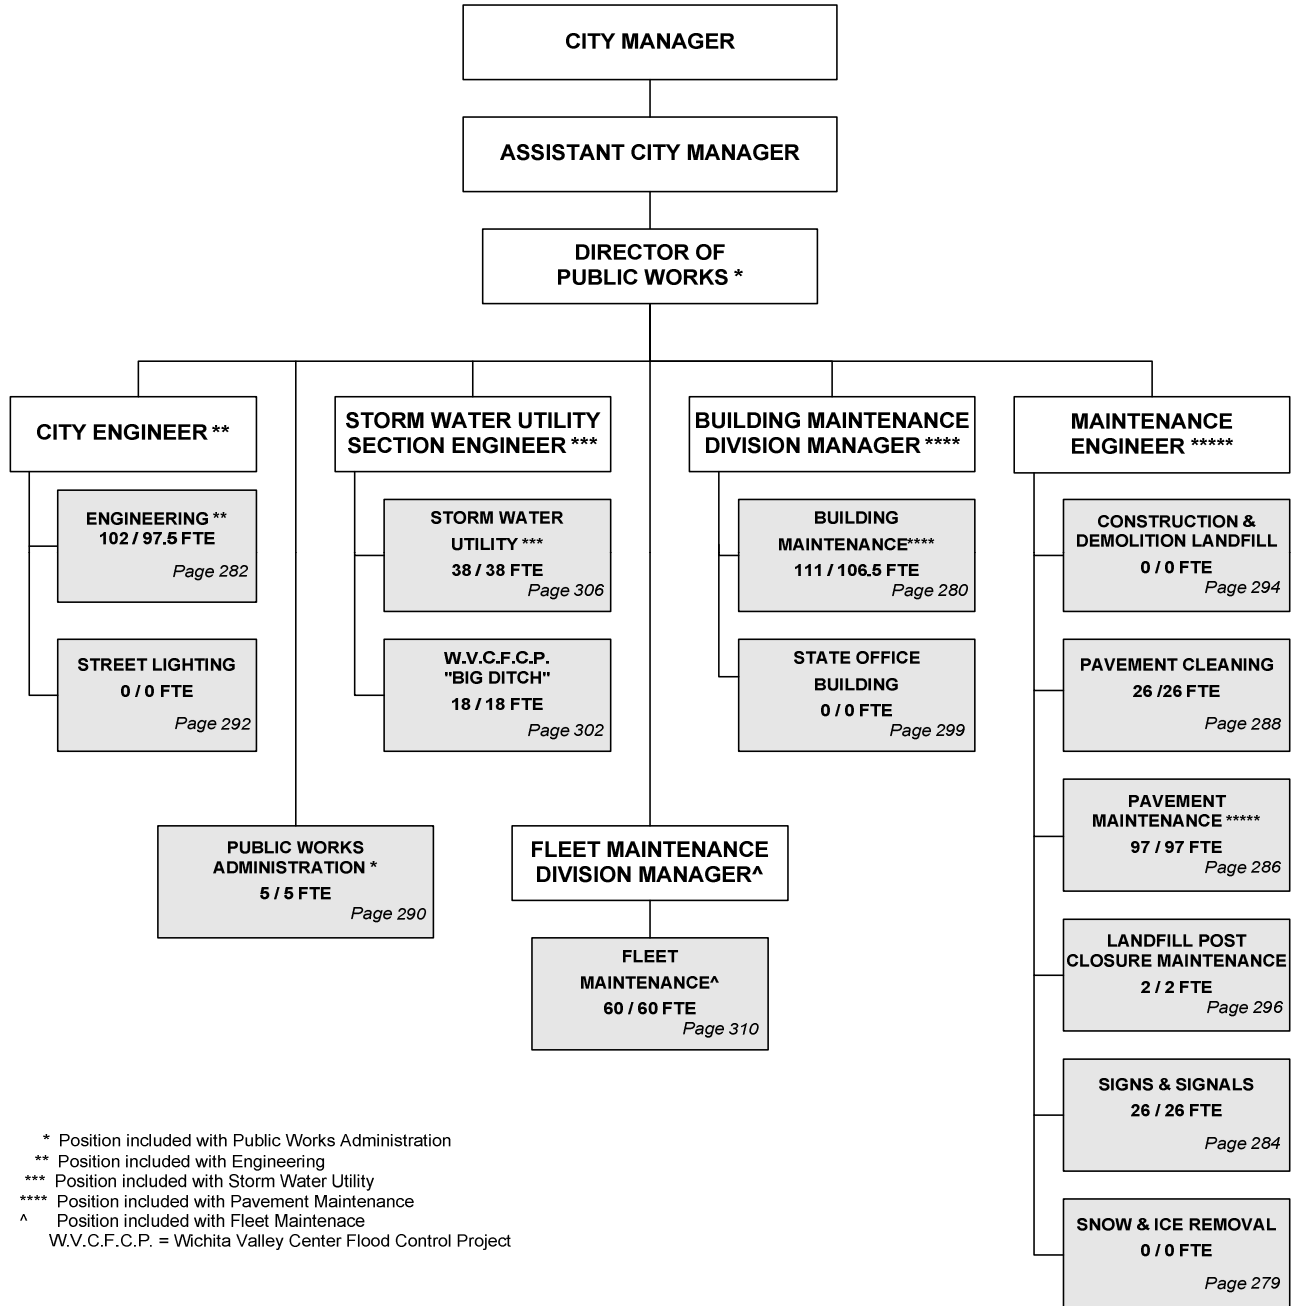 CITY MANAGER
ASSISTANT CITY MANAGER
DIRECTOR OF
PUBLIC WORKS *
CITY ENGINEER **
ENGINEERING **
102 / 97.5 FTE
Page 282
STREET LIGHTING
0 / 0 FTE
Page 292
PUBLIC WORKS
ADMINISTRATION *
5 / 5 FTE
Page 290
STORM WATER UTILITY
SECTION ENGINEER ***
STORM WATER
UTILITY ***
38 / 38 FTE
Page 306
W.V.C.F.C.P.
"BIG DITCH"
18 / 18 FTE
Page 302
FLEET MAINTENANCE
DIVISION MANAGER^
FLEET
MAINTENANCE^
60 / 60 FTE
Page 310
BUILDING MAINTENANCE
DIVISION MANAGER ****
BUILDING
MAINTENANCE****
111 / 106.5 FTE
Page 280
STATE OFFICE
BUILDING
0 / 0 FTE
Page 299
MAINTENANCE
ENGINEER *****
CONSTRUCTION &
DEMOLITION LANDFILL
0 / 0 FTE
Page 294
PAVEMENT CLEANING
26 /26 FTE
Page 288
PAVEMENT
MAINTENANCE *****
97 / 97 FTE
Page 286
LANDFILL POST
CLOSURE MAINTENANCE
2 / 2 FTE
Page 296
SIGNS & SIGNALS
26 / 26 FTE
Page 284
SNOW & ICE REMOVAL
0 / 0 FTE
Page 279
* Position included with Public Works Administration
** Position included with Engineering
*** Position included with Storm Water Utility
**** Position included with Pavement Maintenance
^ Position included with Fleet Maintenace
W.V.C.F.C.P. = Wichita Valley Center Flood Control Project